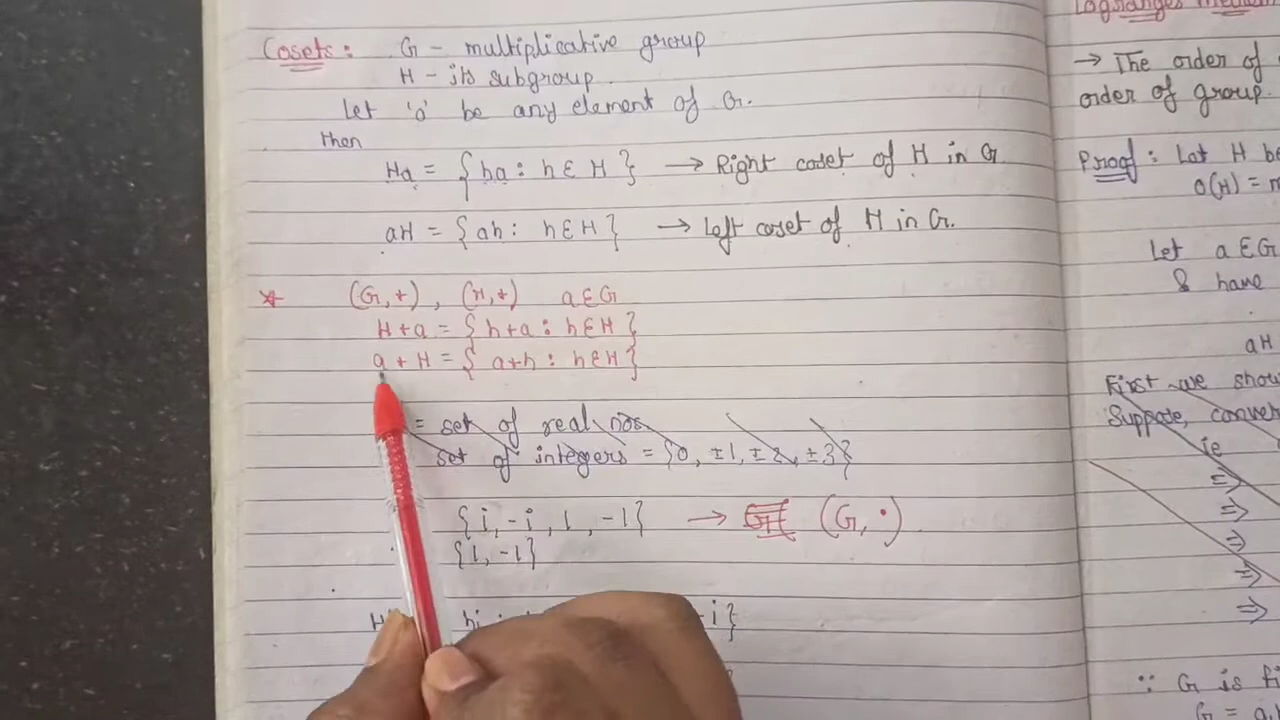 Cosets : G - multiplicative group
H - its subgroup.
Let 'a' be any element of G.
then
Ha = { ha : h ∈ H } → Right coset of H in G
aH = { ah : h ∈ H } → left coset of H in G.
* (G, +) , (H, +) a ∈ G
H + a = { h + a : h ∈ H }
a + H = { a + h : h ∈ H }
= set of real nos
set of integers = {0, ±1, ±2, ±3}
{i, -i, 1, -1} → (G, ·)
{1, -1}
H
hi
-i}
Lagranges
→ The order of
order of group.
Proof : Let H be
O(H) =
Let a ∈ G
& have
aH
First we show
Suppose,
ie
⇒
⇒
⇒
⇒
⇒
∵ G is fi
G = a